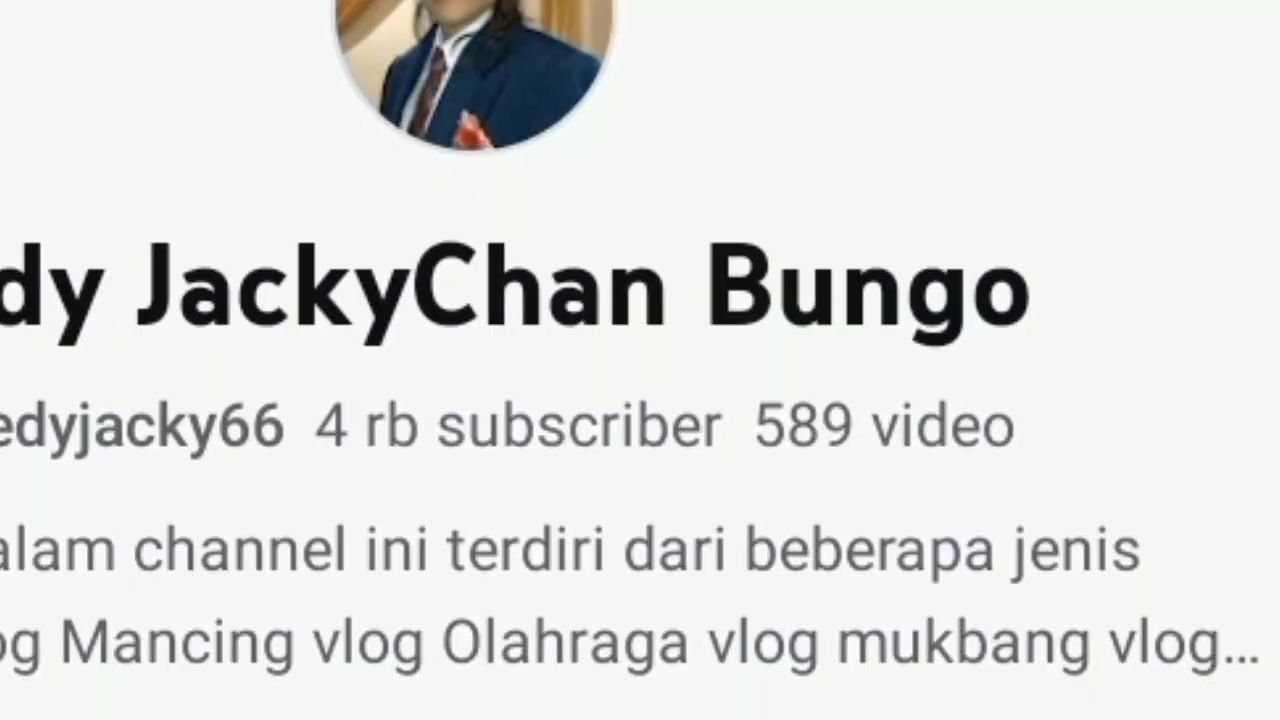 dy JackyChan Bungo
edyjacky66 4 rb subscriber 589 video
alam channel ini terdiri dari beberapa jenis
og Mancing vlog Olahraga vlog mukbang vlog...